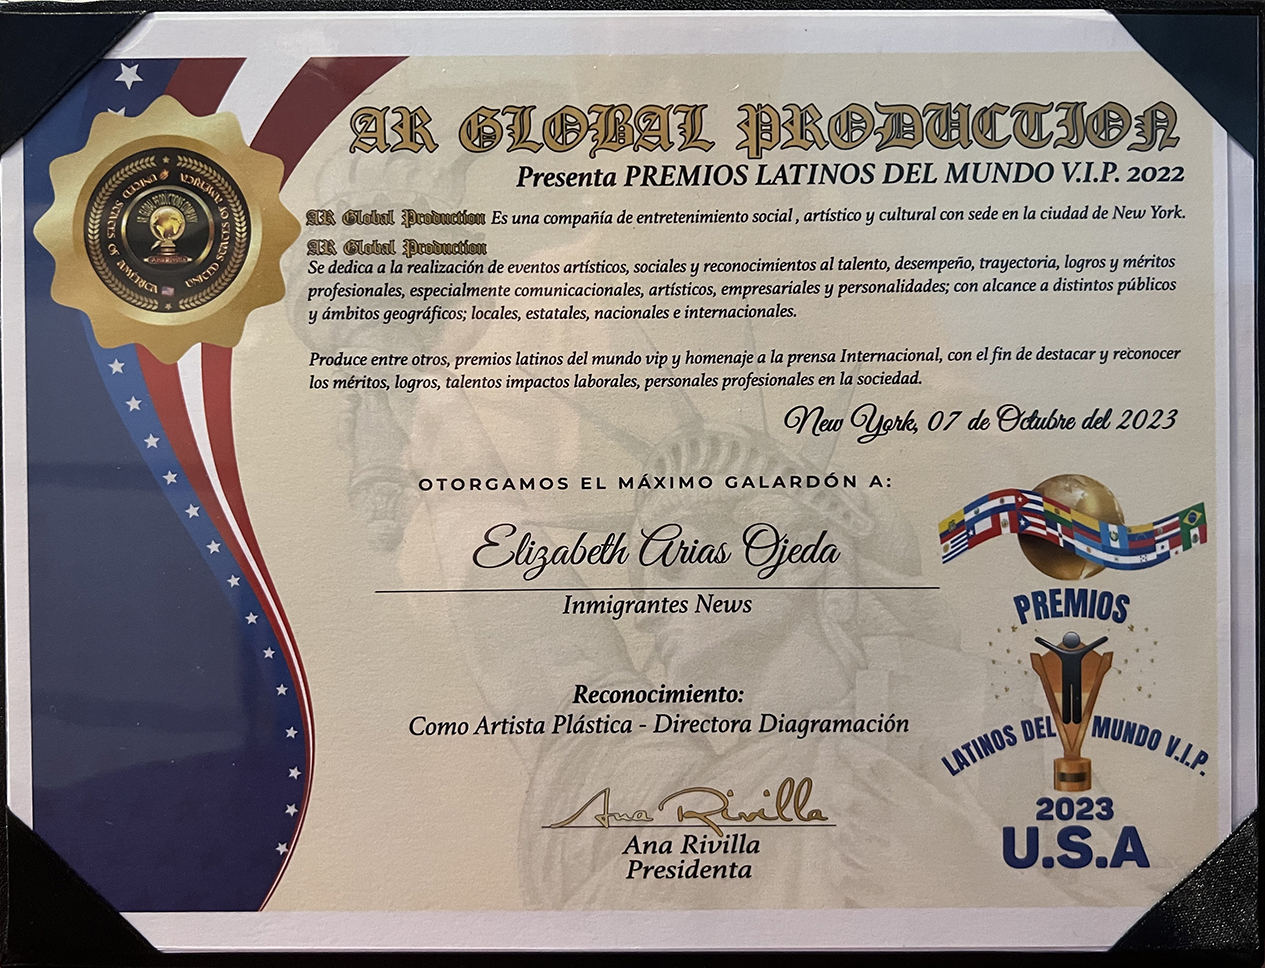 AR GLOBAL PRODUCTION
Presenta PREMIOS LATINOS DEL MUNDO V.I.P. 2022
AR Global Production Es una compañía de entretenimiento social , artístico y cultural con sede en la ciudad de New York.
AR Global Production
Se dedica a la realización de eventos artísticos, sociales y reconocimientos al talento, desempeño, trayectoria, logros y méritos
profesionales, especialmente comunicacionales, artísticos, empresariales y personalidades; con alcance a distintos públicos
y ámbitos geográficos; locales, estatales, nacionales e internacionales.
Produce entre otros, premios latinos del mundo vip y homenaje a la prensa Internacional, con el fin de destacar y reconocer
los méritos, logros, talentos impactos laborales, personales profesionales en la sociedad.
New York, 07 de Octubre del 2023
OTORGAMOS EL MÁXIMO GALARDÓN A:
Elizabeth Arias Ojeda
Inmigrantes News
Reconocimiento:
Como Artista Plástica - Directora Diagramación
Ana Rivilla
Ana Rivilla
Presidenta
PREMIOS
LATINOS DEL MUNDO V.I.P.
2023
U.S.A
UNITED STATES OF AMERICA
UNITED STATES OF AMERICA